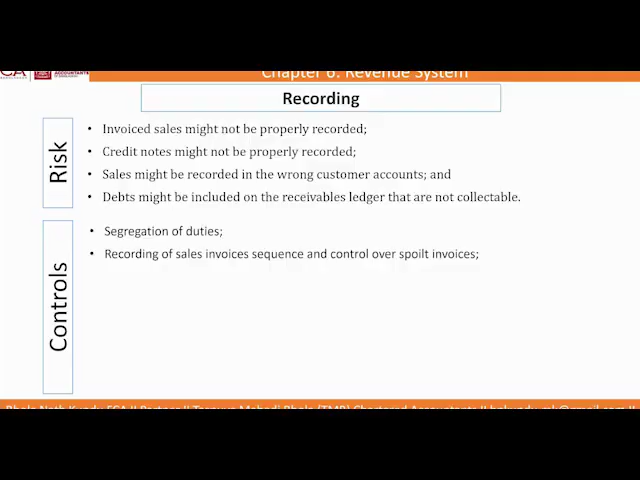 CA
ACCOUNTANTS
Chapter 6: Revenue System
Recording
Risk
• Invoiced sales might not be properly recorded;
• Credit notes might not be properly recorded;
• Sales might be recorded in the wrong customer accounts; and
• Debts might be included on the receivables ledger that are not collectable.
Controls
• Segregation of duties;
• Recording of sales invoices sequence and control over spoilt invoices;